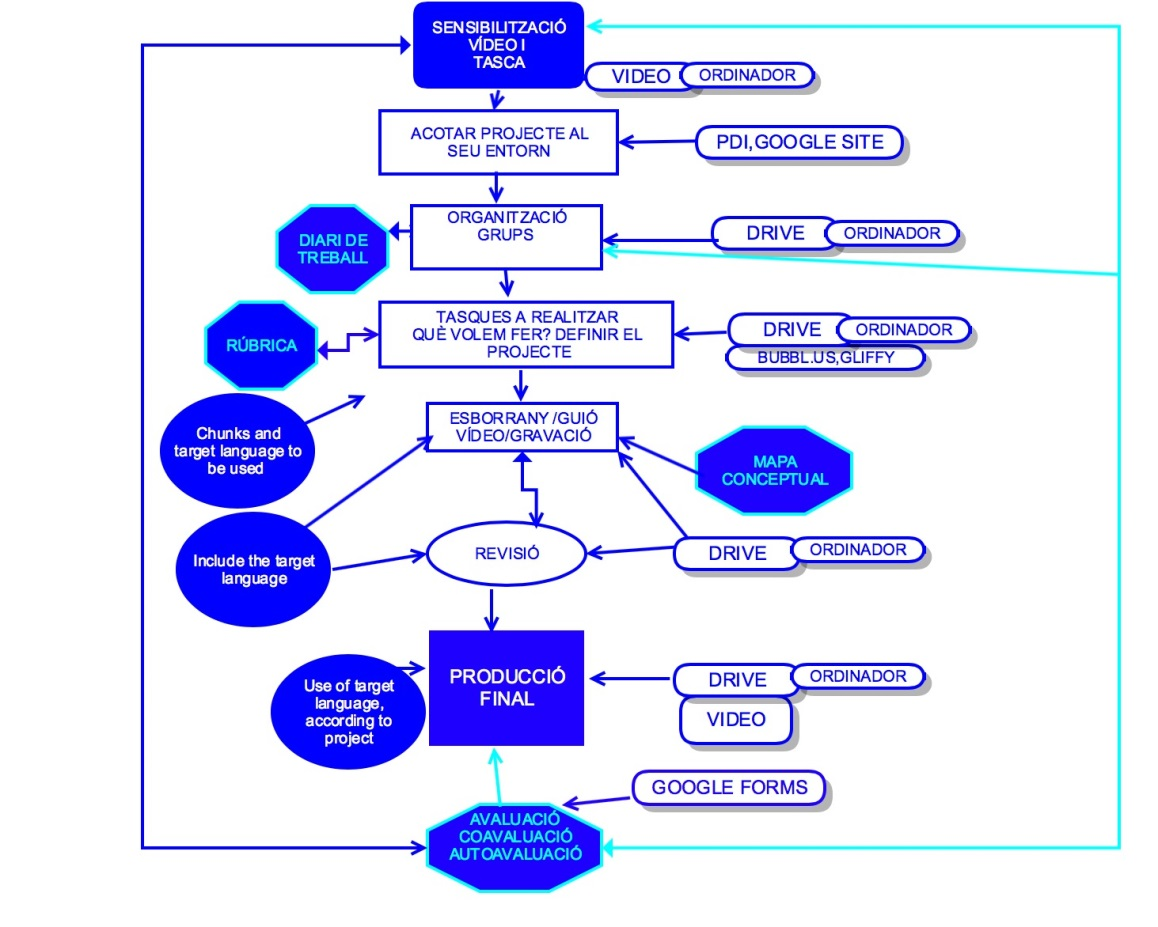 SENSIBILITZACIÓ
VÍDEO I
TASCA
VIDEO
ORDINADOR
ACOTAR PROJECTE AL
SEU ENTORN
PDI,GOOGLE SITE
ORGANITZACIÓ
GRUPS
DIARI DE
TREBALL
DRIVE
ORDINADOR
TASQUES A REALITZAR
QUÈ VOLEM FER? DEFINIR EL
PROJECTE
RÚBRICA
DRIVE
ORDINADOR
BUBBL.US,GLIFFY
Chunks and
target language to
be used
ESBORRANY /GUIÓ
VÍDEO/GRAVACIÓ
MAPA
CONCEPTUAL
Include the target
language
REVISIÓ
DRIVE
ORDINADOR
Use of target
language,
according to
project
PRODUCCIÓ
FINAL
DRIVE
ORDINADOR
VIDEO
GOOGLE FORMS
AVALUACIÓ
COAVALUACIÓ
AUTOAVALUACIÓ